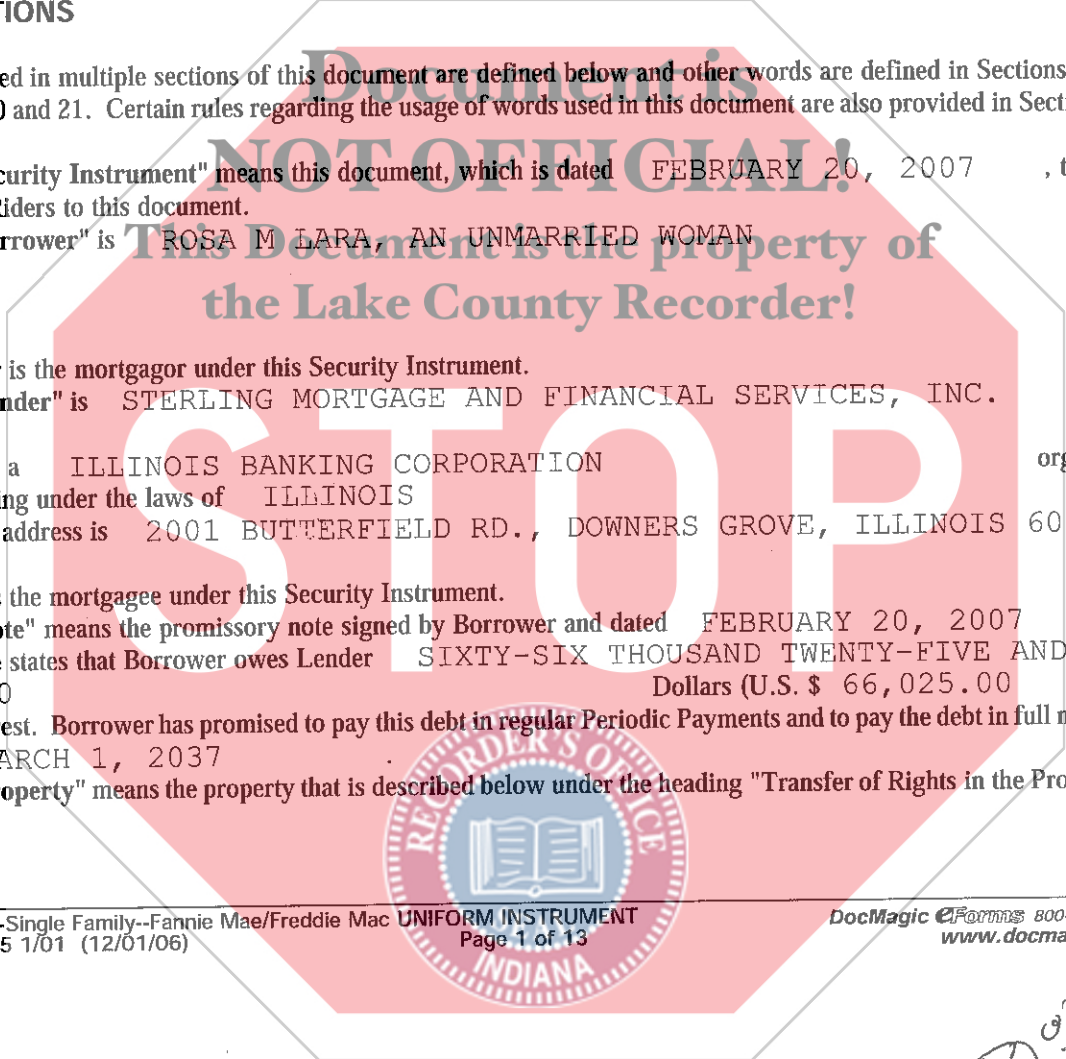 TIONS
Document is
ed in multiple sections of this document are defined below and other words are defined in Sections
0 and 21. Certain rules regarding the usage of words used in this document are also provided in Secti
NOT OFFICIAL!
curity Instrument" means this document, which is dated FEBRUARY 20, 2007 , t
Riders to this document.
rrower" is ROSA M LARA, AN UNMARRIED WOMAN
This Document is the property of
the Lake County Recorder!
r is the mortgagor under this Security Instrument.
nder" is STERLING MORTGAGE AND FINANCIAL SERVICES, INC.
STOP
a ILLINOIS BANKING CORPORATION org
ing under the laws of ILLINOIS
address is 2001 BUTTERFIELD RD., DOWNERS GROVE, ILLINOIS 60
the mortgagee under this Security Instrument.
ote" means the promissory note signed by Borrower and dated FEBRUARY 20, 2007
e states that Borrower owes Lender SIXTY-SIX THOUSAND TWENTY-FIVE AND
0 Dollars (U.S. $ 66,025.00
est. Borrower has promised to pay this debt in regular Periodic Payments and to pay the debt in full n
ARCH 1, 2037
operty" means the property that is described below under the heading "Transfer of Rights in the Pro
RECORDER'S OFFICE
INDIANA
-Single Family--Fannie Mae/Freddie Mac UNIFORM INSTRUMENT
5 1/01 (12/01/06) Page 1 of 13
DocMagic eForms 800-
www.docma